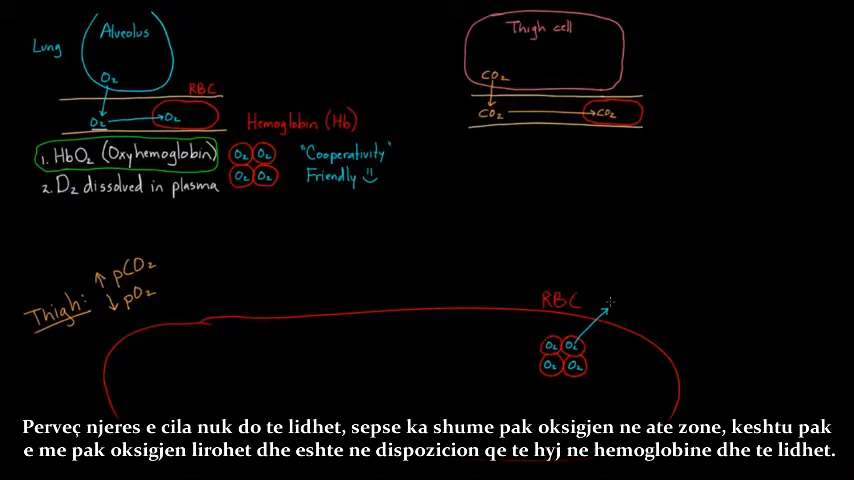 Lung
Alveolus
O₂
RBC
O₂
O₂
Hemoglobin (Hb)
1. HbO₂ (Oxyhemoglobin)
2. O₂ dissolved in plasma
O₂ O₂
O₂ O₂
"Cooperativity"
Friendly
Thigh cell
CO₂
CO₂
CO₂
Thigh: ↑ pCO₂
↓ pO₂
RBC
O₂ O₂
O₂ O₂
Perveç njeres e cila nuk do te lidhet, sepse ka shume pak oksigjen ne ate zone, keshtu pak
e me pak oksigjen lirohet dhe eshte ne dispozicion qe te hyj ne hemoglobine dhe te lidhet.